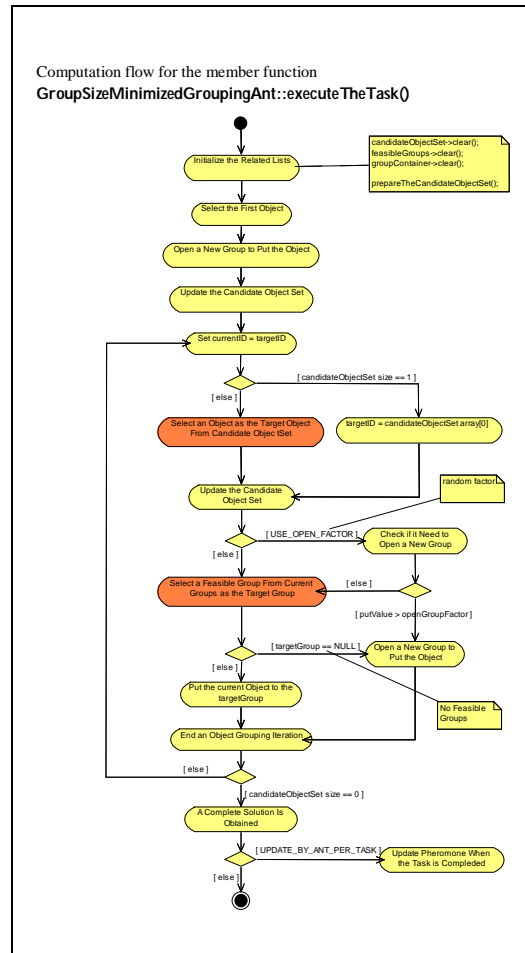 Computation flow for the member function
GroupSizeMinimizedGroupingAnt::executeTheTask()
Initialize the Related Lists
candidateObjectSet->clear();
feasibleGroups->clear();
groupContainer->clear();
prepareTheCandidateObjectSet();
Select the First Object
Open a New Group to Put the Object
Update the Candidate Object Set
Set currentID = targetID
[ candidateObjectSet size == 1 ]
[ else ]
Select an Object as the Target Object
From Candidate Objec tSet
targetID = candidateObjectSet array[0]
Update the Candidate
Object Set
random factor
[ USE_OPEN_FACTOR ]
[ else ]
Check if it Need to
Open a New Group
Select a Feasible Group From Current
Groups as the Target Group
[ else ]
[ putValue > openGroupFactor ]
[ targetGroup == NULL ]
[ else ]
Open a New Group to
Put the Object
Put the current Object to the
targetGroup
No Feasible
Groups
End an Object Grouping Iteration
[ else ]
[ candidateObjectSet size == 0 ]
A Complete Solution Is
Obtained
[ UPDATE_BY_ANT_PER_TASK ]
[ else ]
Update Pheromone When
the Task is Compleded